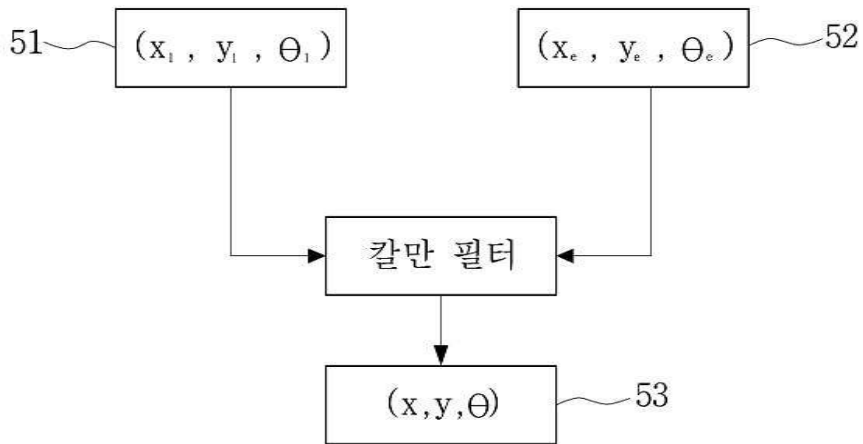 51 (x₁ , y₁ , Θ₁) (xₑ , yₑ , Θₑ) 52
칼만 필터
(x,y,Θ) 53